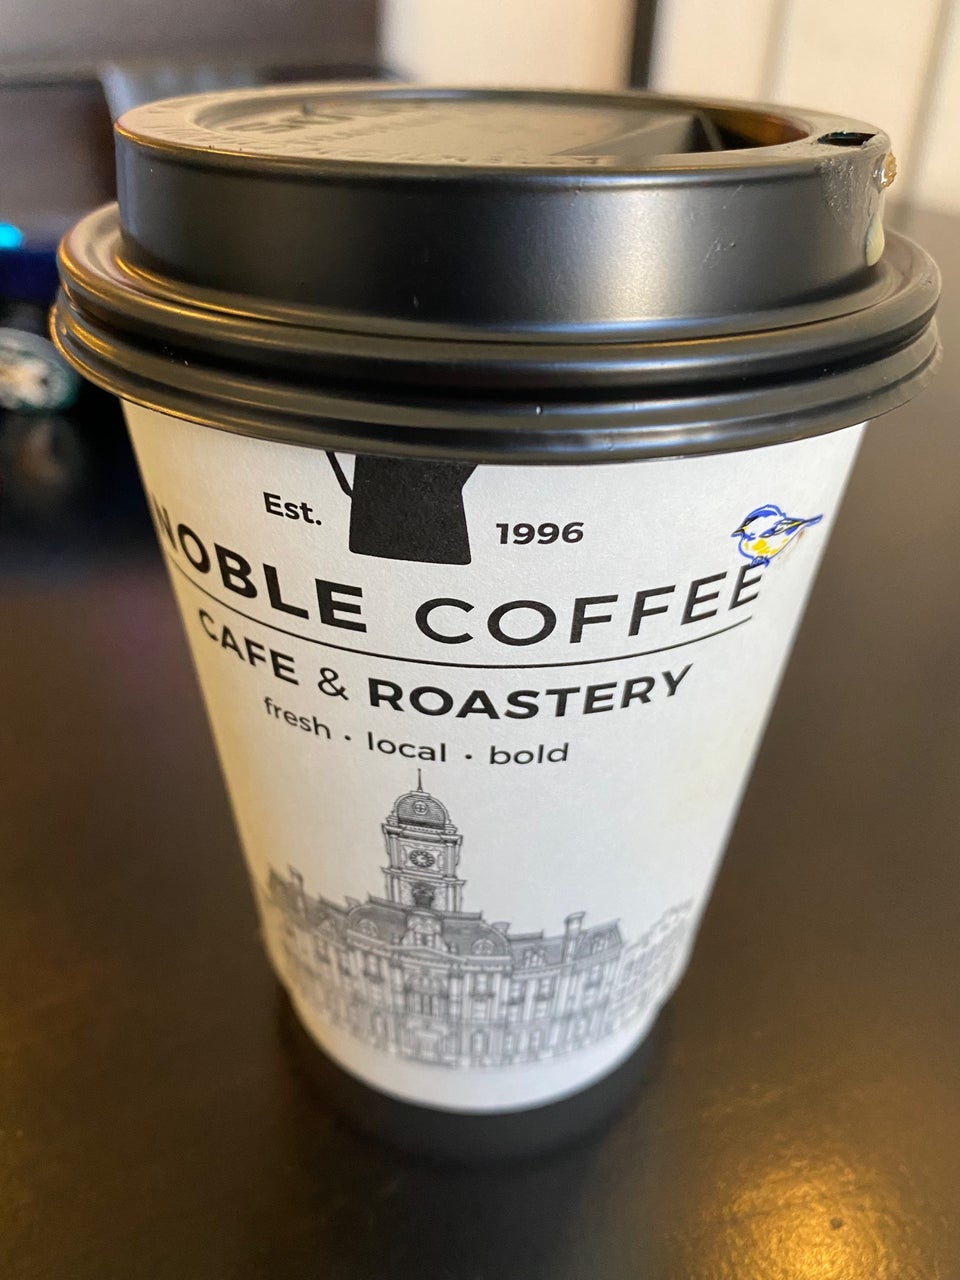 Est. 1996
NOBLE COFFEE
CAFE & ROASTERY
fresh · local · bold